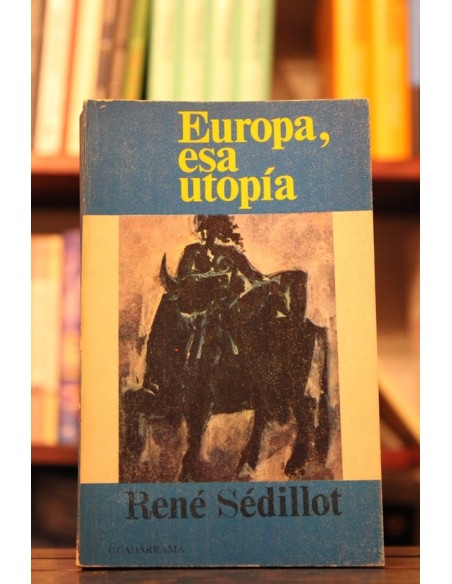 Europa,
esa
utopía
René Sédillot
GUADARRAMA